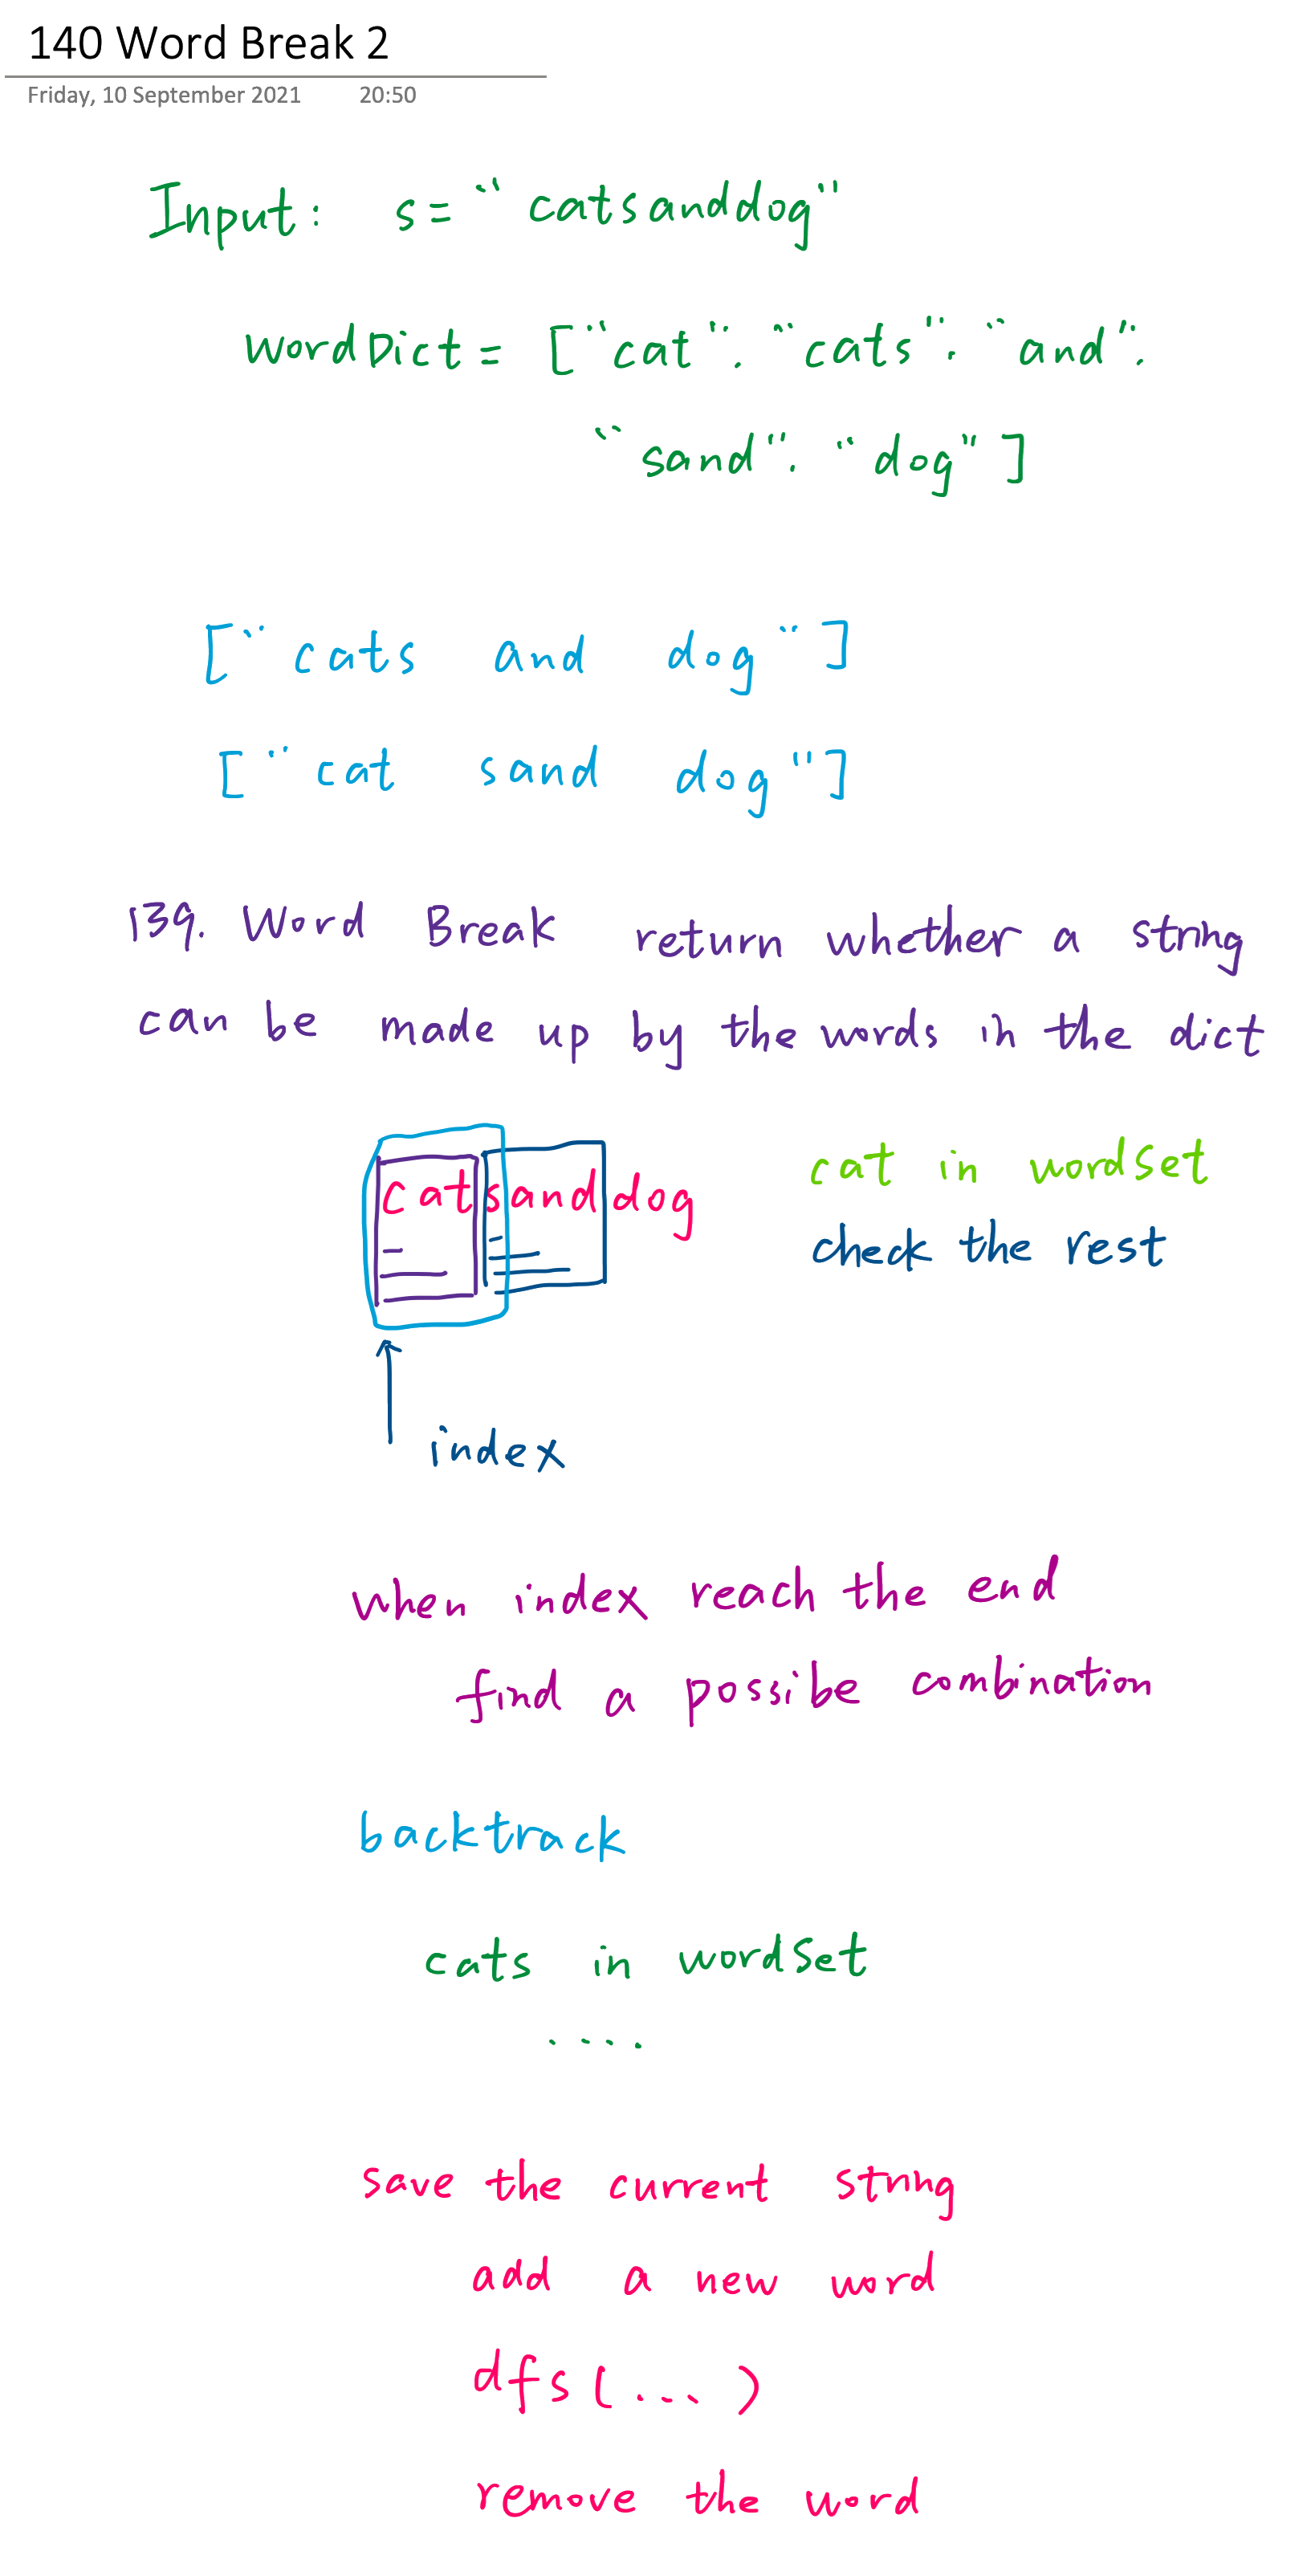 140 Word Break 2
Friday, 10 September 2021 20:50
Input: s= "catsanddog"
wordDict = ["cat". "cats". "and".
"sand". "dog"]
["cats and dog"]
["cat sand dog"]
139. Word Break return whether a string
can be made up by the words in the dict
catsanddog cat in wordSet
check the rest
index
when index reach the end
find a possibe combination
backtrack
cats in wordSet
....
save the current string
add a new word
dfs(...)
remove the word